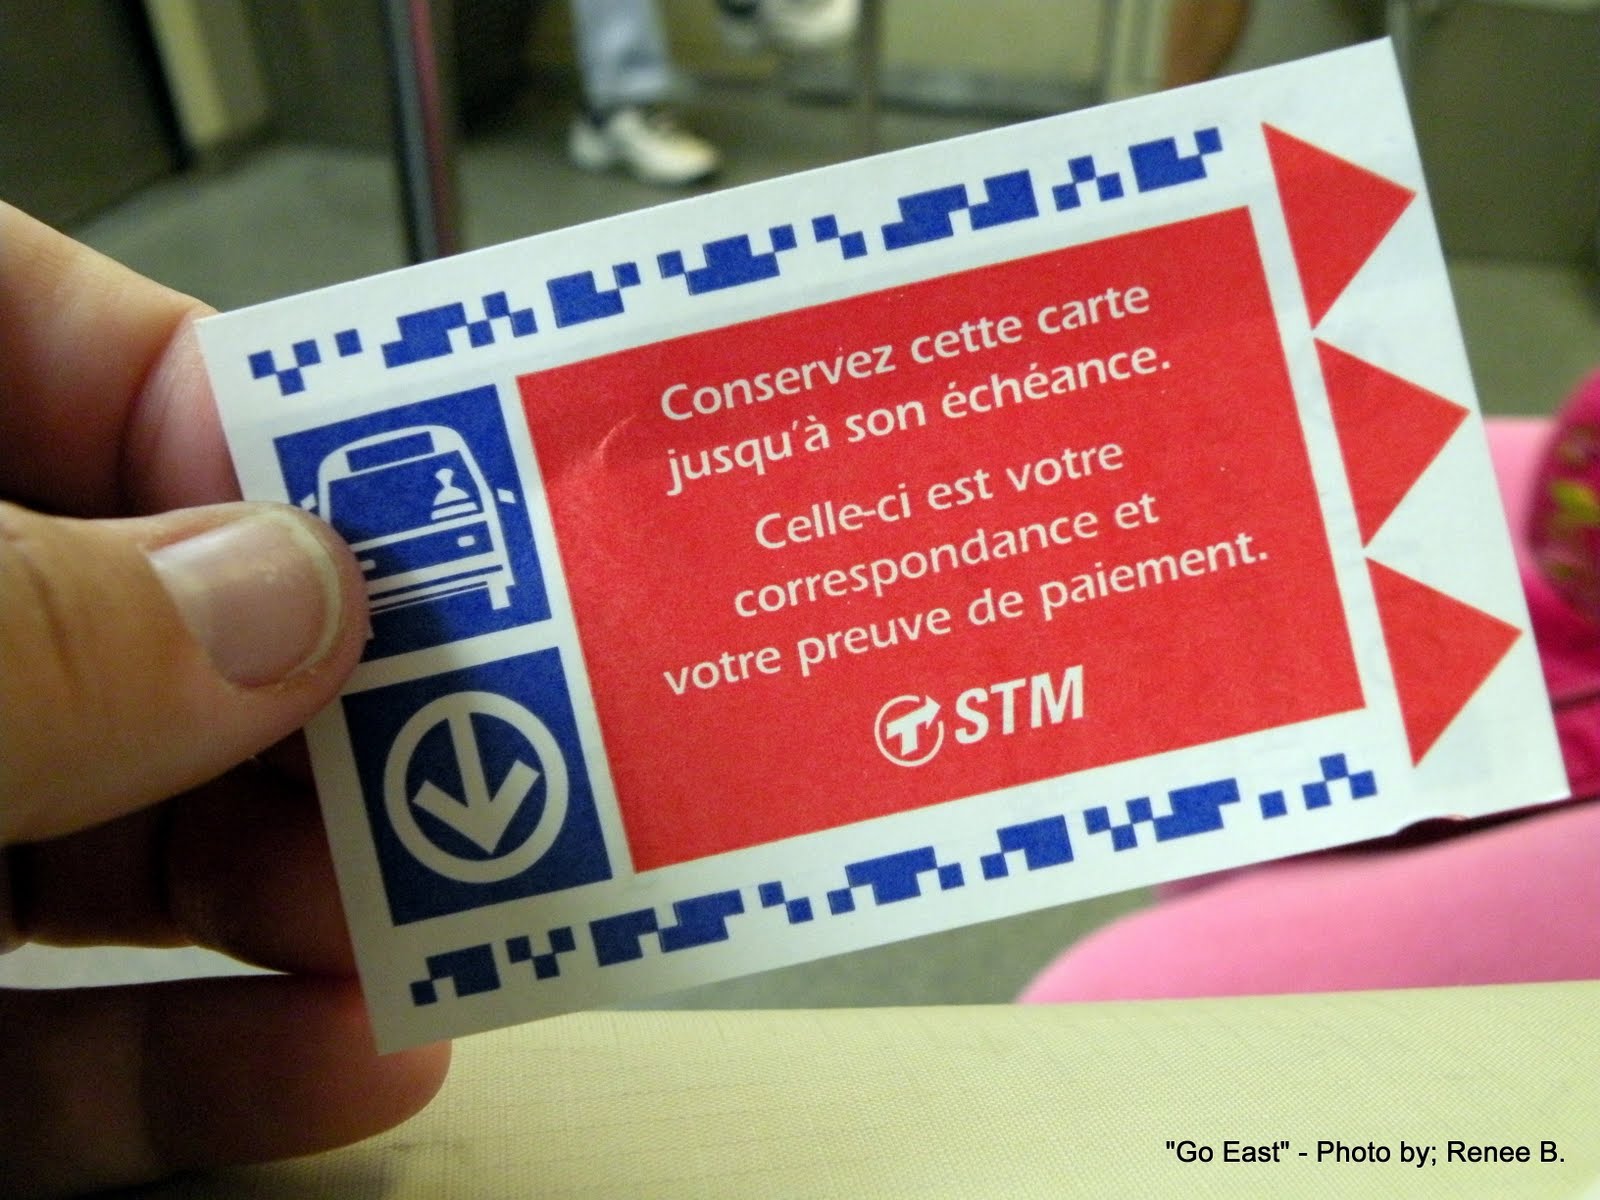 Conservez cette carte
jusqu'à son échéance.
Celle-ci est votre
correspondance et
votre preuve de paiement.
STM
"Go East" - Photo by; Renee B.